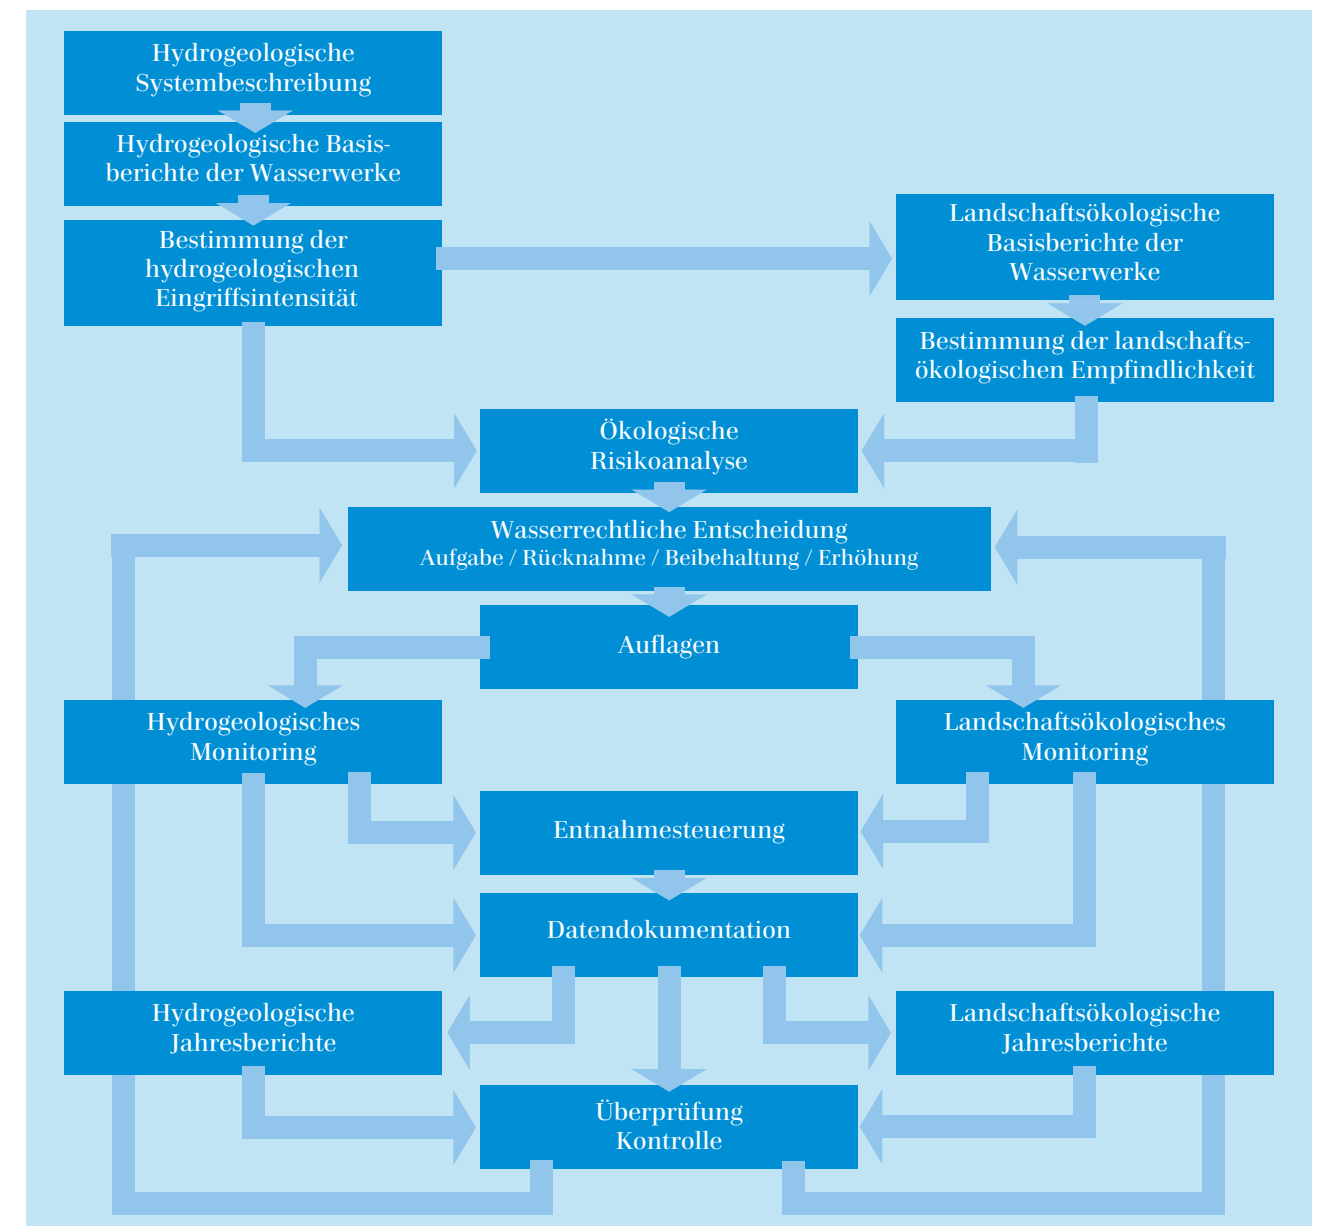 Hydrogeologische
Systembeschreibung
Hydrogeologische Basis-
berichte der Wasserwerke
Bestimmung der
hydrogeologischen
Eingriffsintensität
Landschaftsökologische
Basisberichte der
Wasserwerke
Bestimmung der landschafts-
ökologischen Empfindlichkeit
Ökologische
Risikoanalyse
Wasserrechtliche Entscheidung
Aufgabe / Rücknahme / Beibehaltung / Erhöhung
Auflagen
Hydrogeologisches
Monitoring
Landschaftsökologisches
Monitoring
Entnahmesteuerung
Datendokumentation
Hydrogeologische
Jahresberichte
Landschaftsökologische
Jahresberichte
Überprüfung
Kontrolle